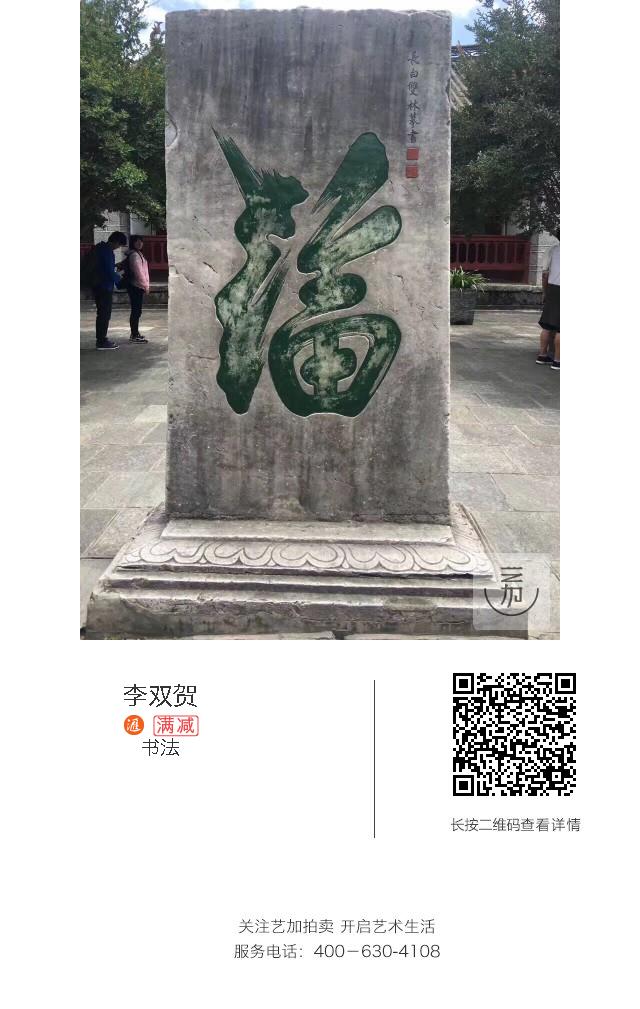 長白雙林敬書
福
艺加
李双贺
满减
书法
长按二维码查看详情
关注艺加拍卖 开启艺术生活
服务电话：400-630-4108